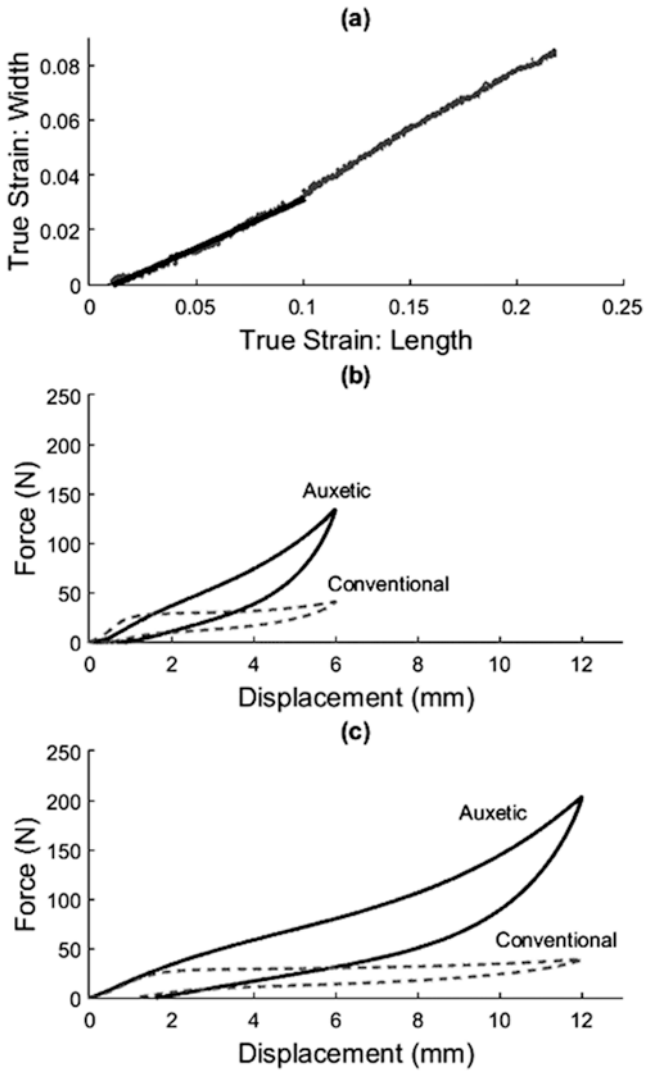 (a)
0.08
0.06
0.04
0.02
0
0 0.05 0.1 0.15 0.2 0.25
True Strain: Width
True Strain: Length
(b)
250
200
150
100
50
0
0 2 4 6 8 10 12
Force (N)
Auxetic
Conventional
Displacement (mm)
(c)
250
200
150
100
50
0
0 2 4 6 8 10 12
Force (N)
Auxetic
Conventional
Displacement (mm)